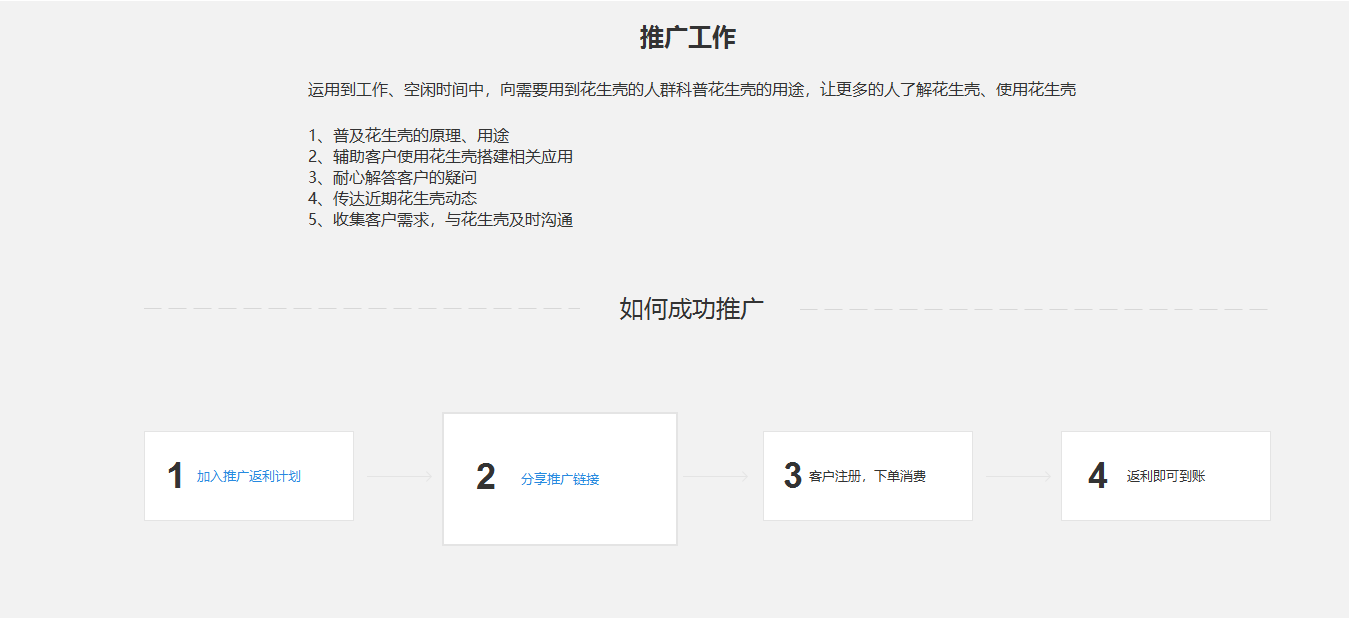 推广工作
运用到工作、空闲时间中，向需要用到花生壳的人群科普花生壳的用途，让更多的人了解花生壳、使用花生壳
1、普及花生壳的原理、用途
2、辅助客户使用花生壳搭建相关应用
3、耐心解答客户的疑问
4、传达近期花生壳动态
5、收集客户需求，与花生壳及时沟通
如何成功推广
1 加入推广返利计划
2 分享推广链接
3 客户注册，下单消费
4 返利即可到账